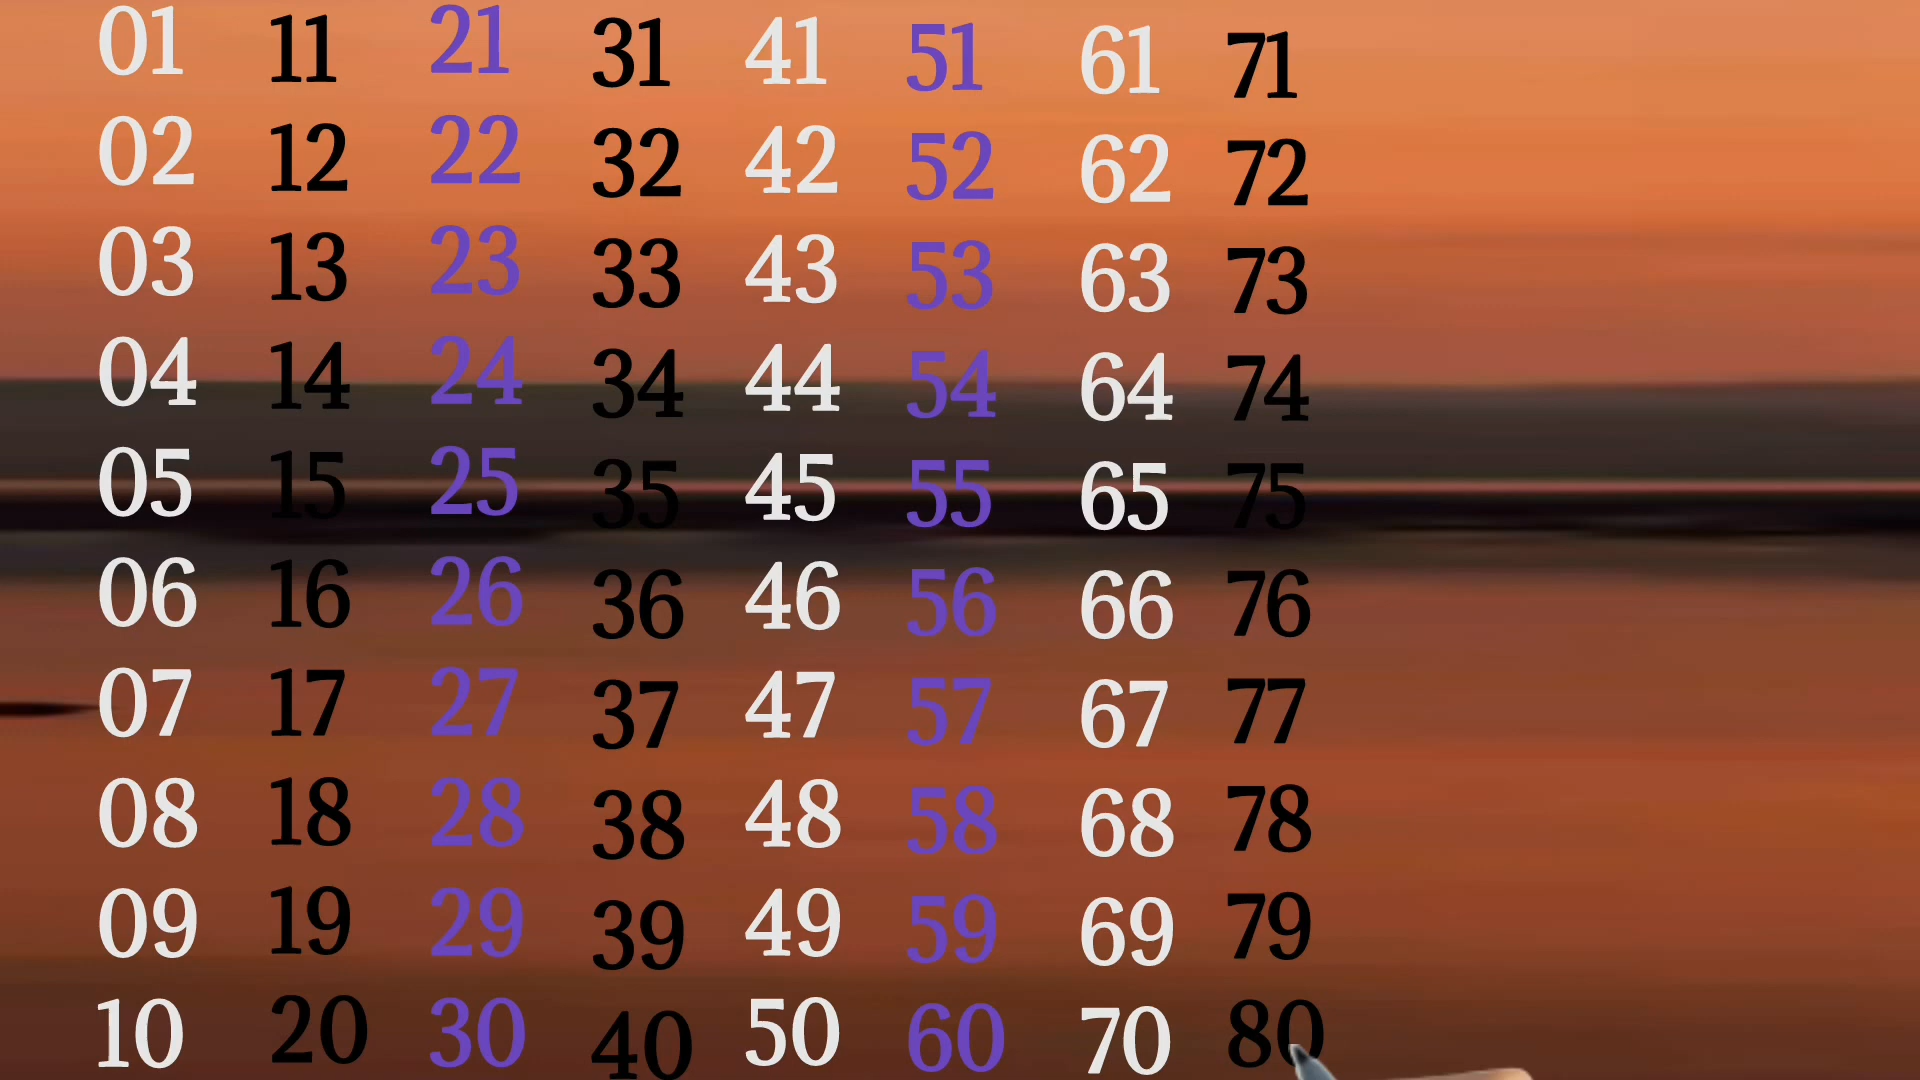 01 11 21 31 41 51 61 71
02 12 22 32 42 52 62 72
03 13 23 33 43 53 63 73
04 14 24 34 44 54 64 74
05 15 25 35 45 55 65 75
06 16 26 36 46 56 66 76
07 17 27 37 47 57 67 77
08 18 28 38 48 58 68 78
09 19 29 39 49 59 69 79
10 20 30 40 50 60 70 80